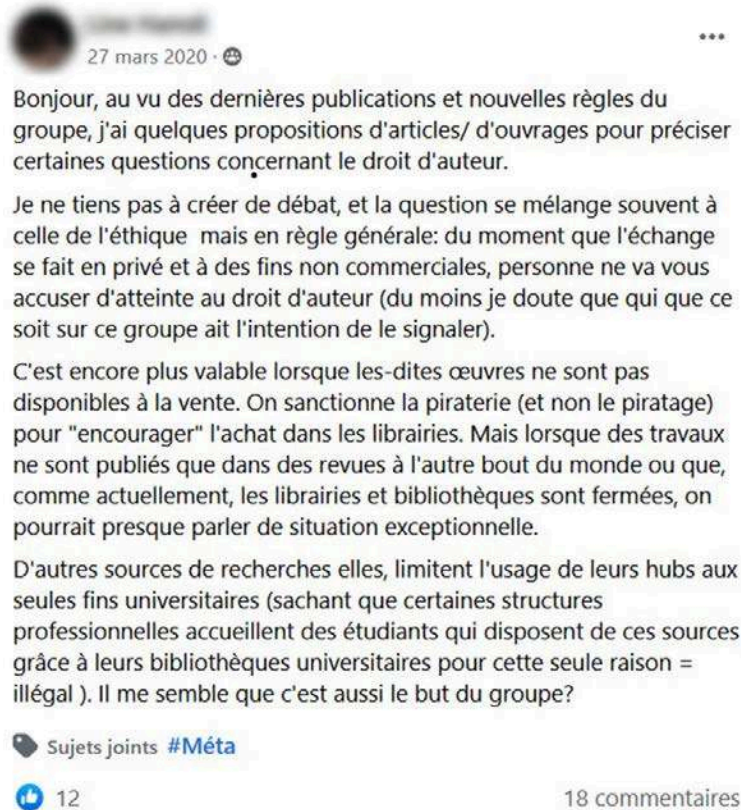 27 mars 2020 ·
Bonjour, au vu des dernières publications et nouvelles règles du
groupe, j'ai quelques propositions d'articles/ d'ouvrages pour préciser
certaines questions concernant le droit d'auteur.
Je ne tiens pas à créer de débat, et la question se mélange souvent à
celle de l'éthique  mais en règle générale: du moment que l'échange
se fait en privé et à des fins non commerciales, personne ne va vous
accuser d'atteinte au droit d'auteur (du moins je doute que qui que ce
soit sur ce groupe ait l'intention de le signaler).
C'est encore plus valable lorsque les-dites œuvres ne sont pas
disponibles à la vente. On sanctionne la piraterie (et non le piratage)
pour "encourager" l'achat dans les librairies. Mais lorsque des travaux
ne sont publiés que dans des revues à l'autre bout du monde ou que,
comme actuellement, les librairies et bibliothèques sont fermées, on
pourrait presque parler de situation exceptionnelle.
D'autres sources de recherches elles, limitent l'usage de leurs hubs aux
seules fins universitaires (sachant que certaines structures
professionnelles accueillent des étudiants qui disposent de ces sources
grâce à leurs bibliothèques universitaires pour cette seule raison =
illégal ). Il me semble que c'est aussi le but du groupe?
Sujets joints #Méta
12 18 commentaires